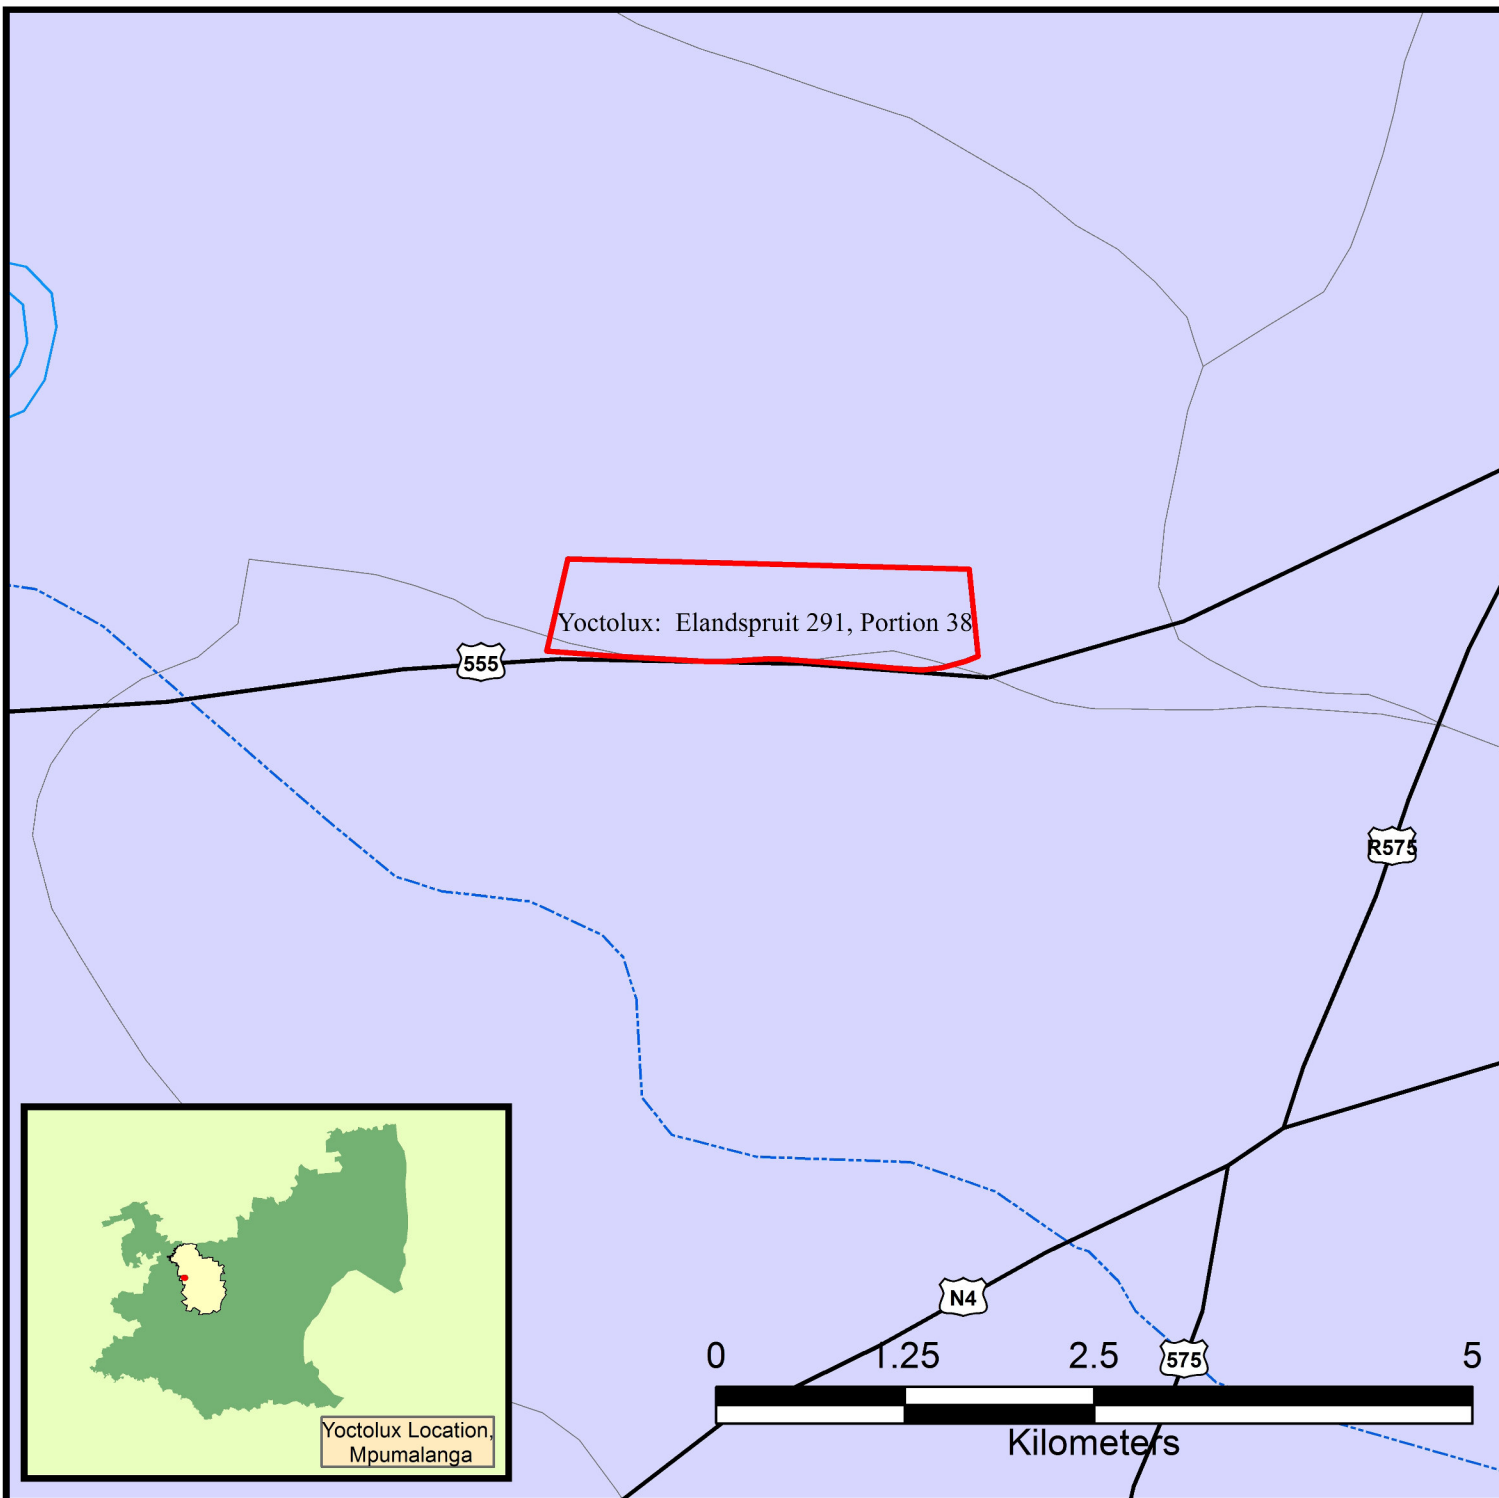 Yoctolux: Elandspruit 291, Portion 38
555
R575
N4
575
0 1.25 2.5 5
Kilometers
Yoctolux Location,
Mpumalanga